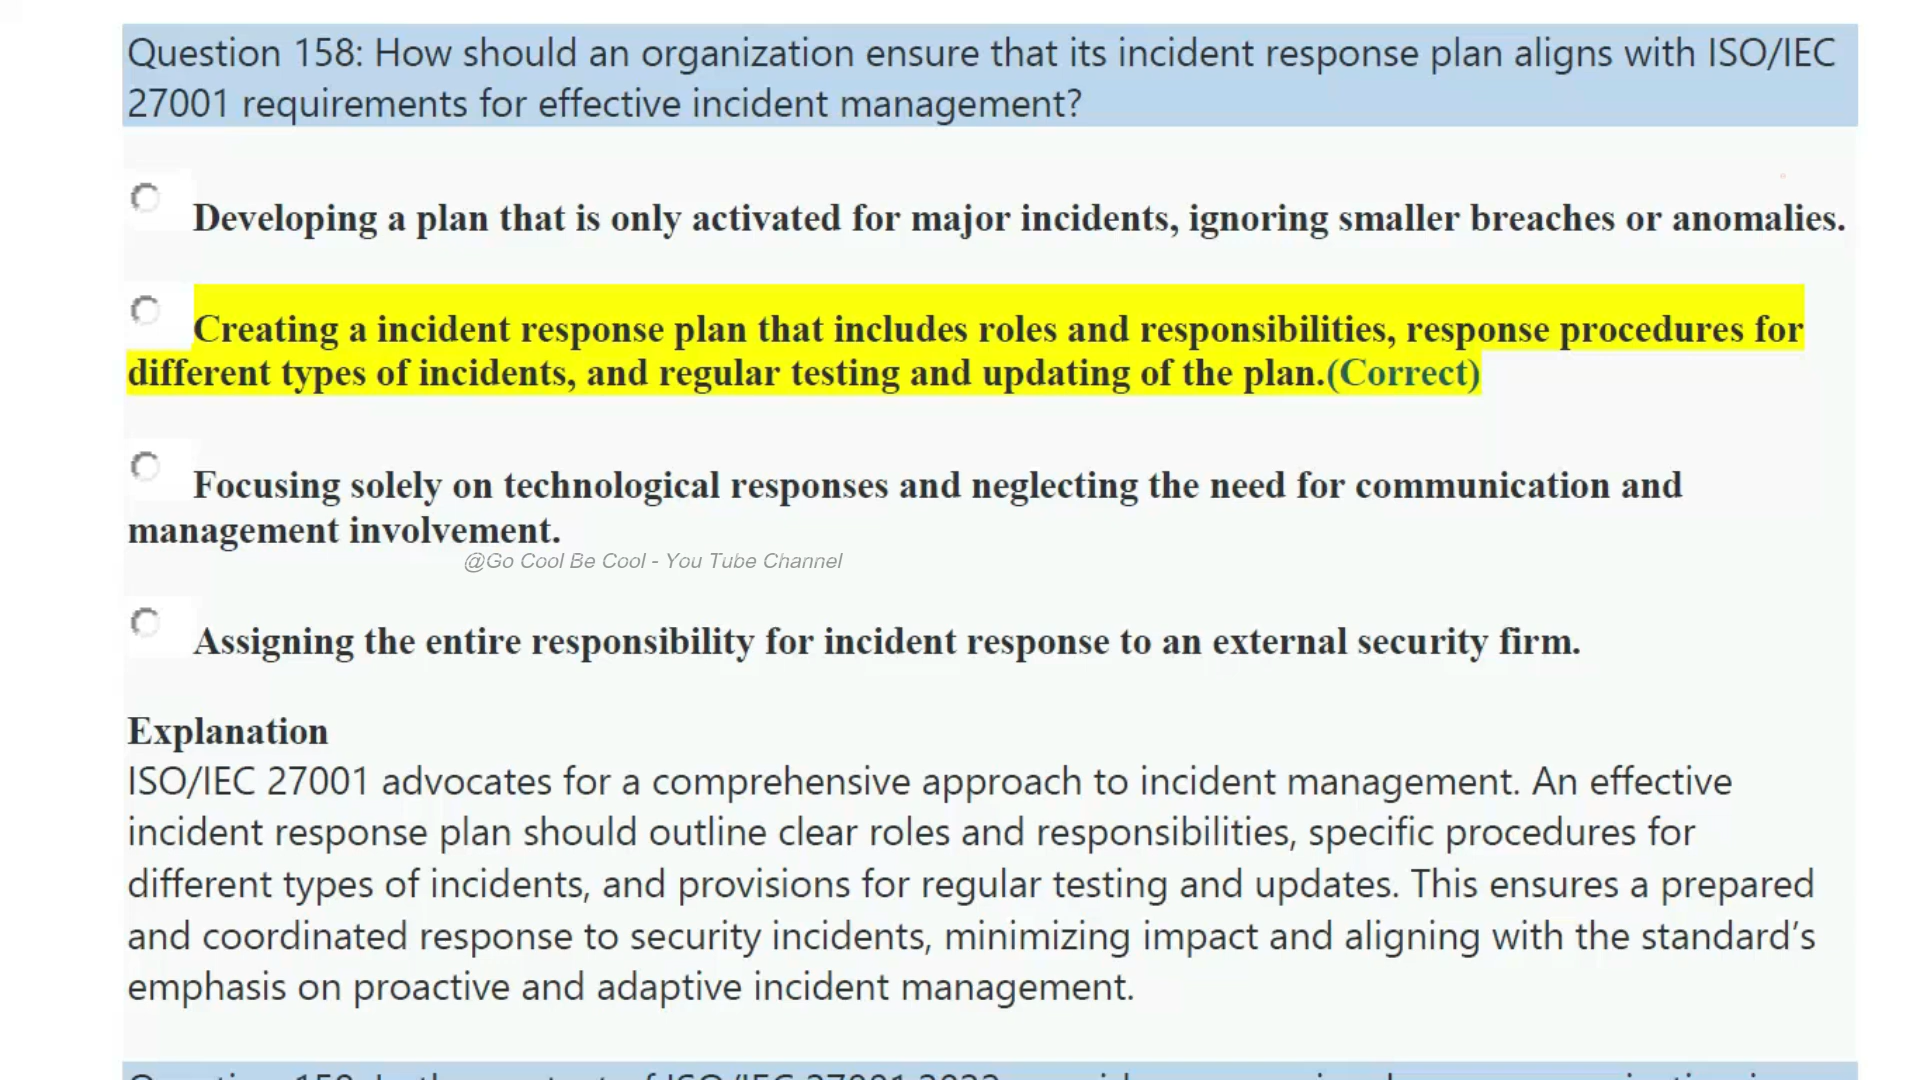 Question 158: How should an organization ensure that its incident response plan aligns with ISO/IEC
27001 requirements for effective incident management?
Developing a plan that is only activated for major incidents, ignoring smaller breaches or anomalies.
Creating a incident response plan that includes roles and responsibilities, response procedures for
different types of incidents, and regular testing and updating of the plan.(Correct)
Focusing solely on technological responses and neglecting the need for communication and
management involvement.
@Go Cool Be Cool - You Tube Channel
Assigning the entire responsibility for incident response to an external security firm.
Explanation
ISO/IEC 27001 advocates for a comprehensive approach to incident management. An effective
incident response plan should outline clear roles and responsibilities, specific procedures for
different types of incidents, and provisions for regular testing and updates. This ensures a prepared
and coordinated response to security incidents, minimizing impact and aligning with the standard’s
emphasis on proactive and adaptive incident management.